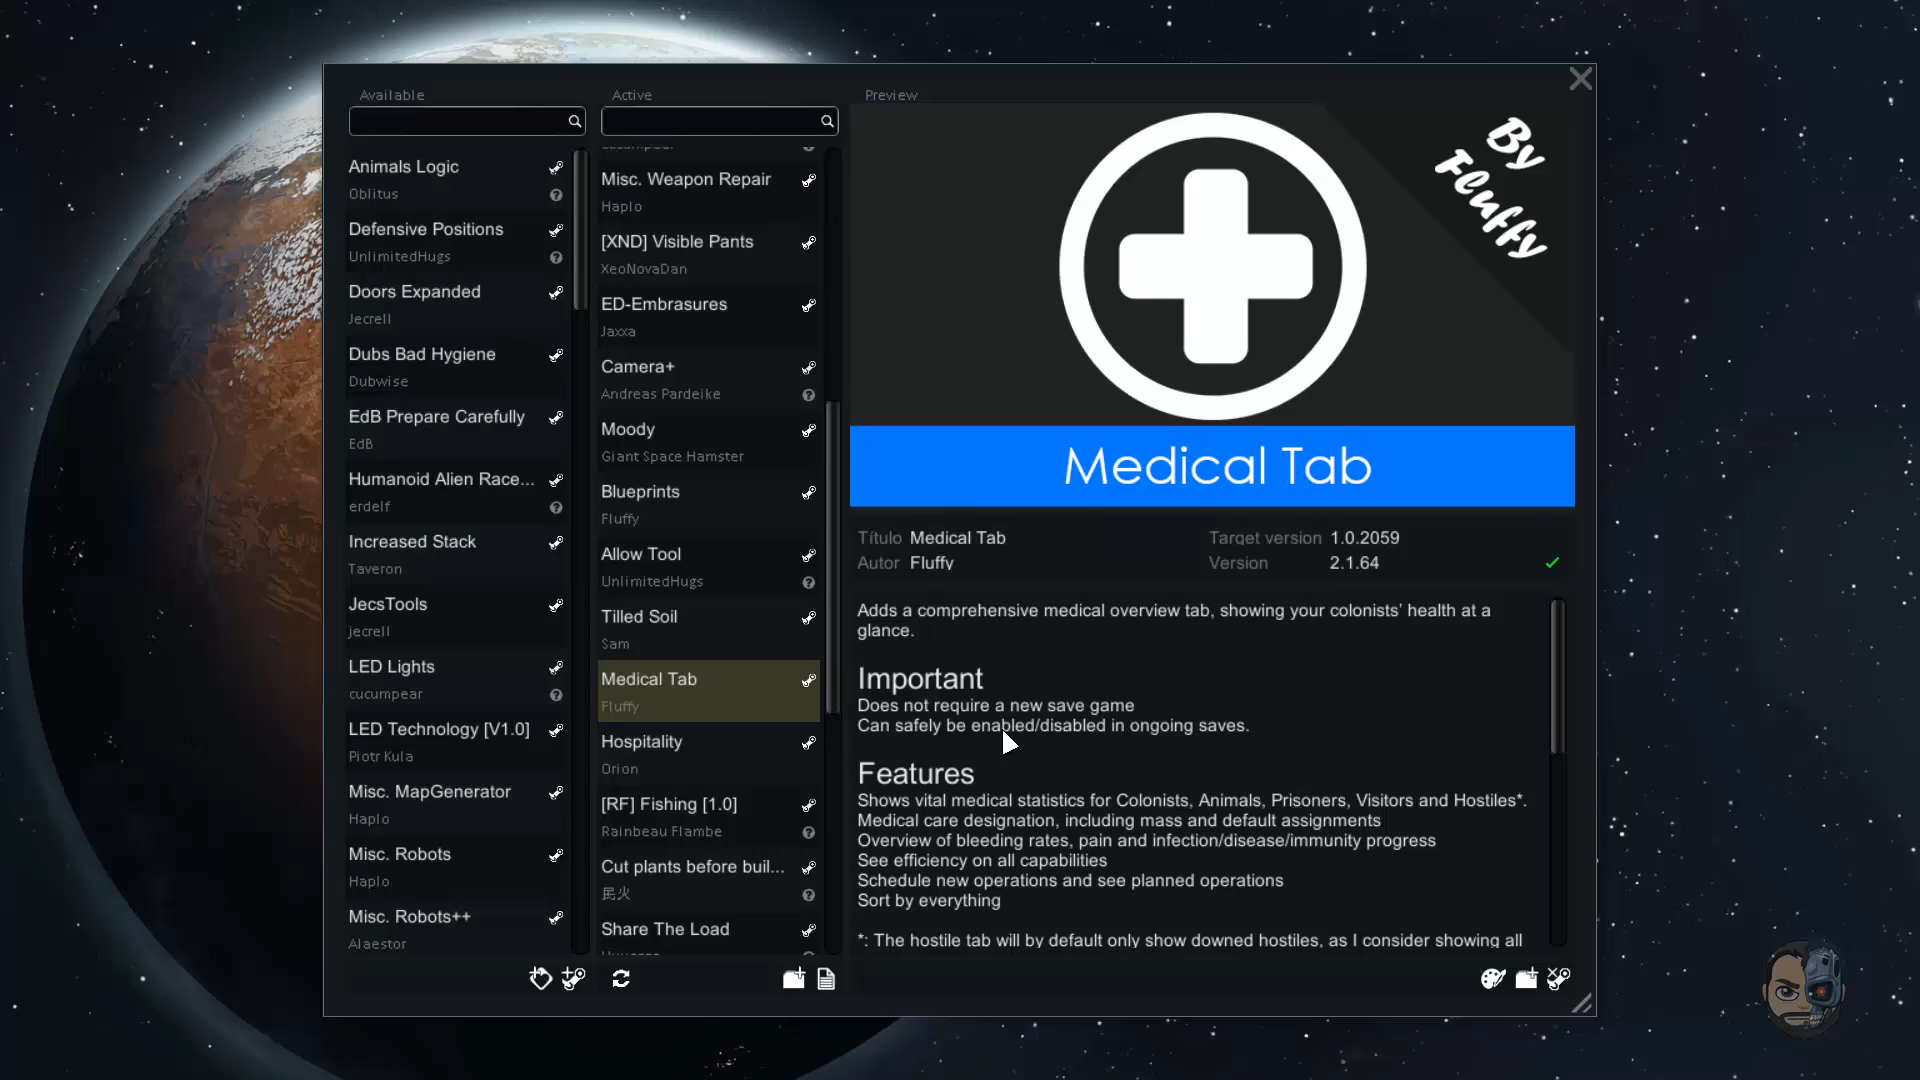 Available
Animals Logic
Oblitus
Defensive Positions
UnlimitedHugs
Doors Expanded
Jecrell
Dubs Bad Hygiene
Dubwise
EdB Prepare Carefully
EdB
Humanoid Alien Race...
erdelf
Increased Stack
Taveron
JecsTools
jecrell
LED Lights
cucumpear
LED Technology [V1.0]
Piotr Kula
Misc. MapGenerator
Haplo
Misc. Robots
Haplo
Misc. Robots++
Alaestor
Active
cucumpear
Misc. Weapon Repair
Haplo
[XND] Visible Pants
XeoNovaDan
ED-Embrasures
Jaxxa
Camera+
Andreas Pardeike
Moody
Giant Space Hamster
Blueprints
Fluffy
Allow Tool
UnlimitedHugs
Tilled Soil
Sam
Medical Tab
Fluffy
Hospitality
Orion
[RF] Fishing [1.0]
Rainbeau Flambe
Cut plants before buil...
民火
Share The Load
Preview
By
Fluffy
Medical Tab
Título Medical Tab
Target version 1.0.2059
Autor Fluffy
Version 2.1.64
Adds a comprehensive medical overview tab, showing your colonists' health at a
glance.
Important
Does not require a new save game
Can safely be enabled/disabled in ongoing saves.
Features
Shows vital medical statistics for Colonists, Animals, Prisoners, Visitors and Hostiles*.
Medical care designation, including mass and default assignments
Overview of bleeding rates, pain and infection/disease/immunity progress
See efficiency on all capabilities
Schedule new operations and see planned operations
Sort by everything
*: The hostile tab will by default only show downed hostiles, as I consider showing all